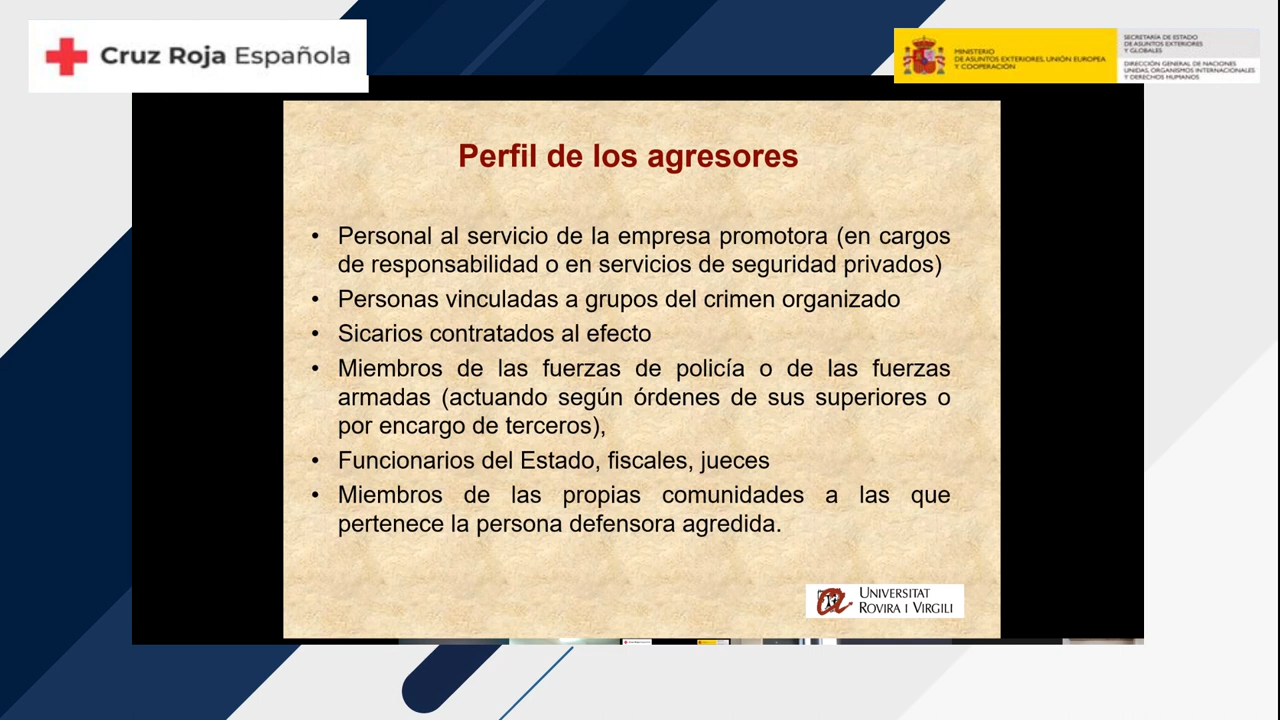 Cruz Roja Española
MINISTERIO
DE ASUNTOS EXTERIORES, UNIÓN EUROPEA
Y COOPERACIÓN
SECRETARÍA DE ESTADO
DE ASUNTOS EXTERIORES
Y GLOBALES
DIRECCIÓN GENERAL DE NACIONES
UNIDAS, ORGANISMOS INTERNACIONALES
Y DERECHOS HUMANOS
Perfil de los agresores
• Personal al servicio de la empresa promotora (en cargos
de responsabilidad o en servicios de seguridad privados)
• Personas vinculadas a grupos del crimen organizado
• Sicarios contratados al efecto
• Miembros de las fuerzas de policía o de las fuerzas
armadas (actuando según órdenes de sus superiores o
por encargo de terceros),
• Funcionarios del Estado, fiscales, jueces
• Miembros de las propias comunidades a las que
pertenece la persona defensora agredida.
UNIVERSITAT
ROVIRA I VIRGILI